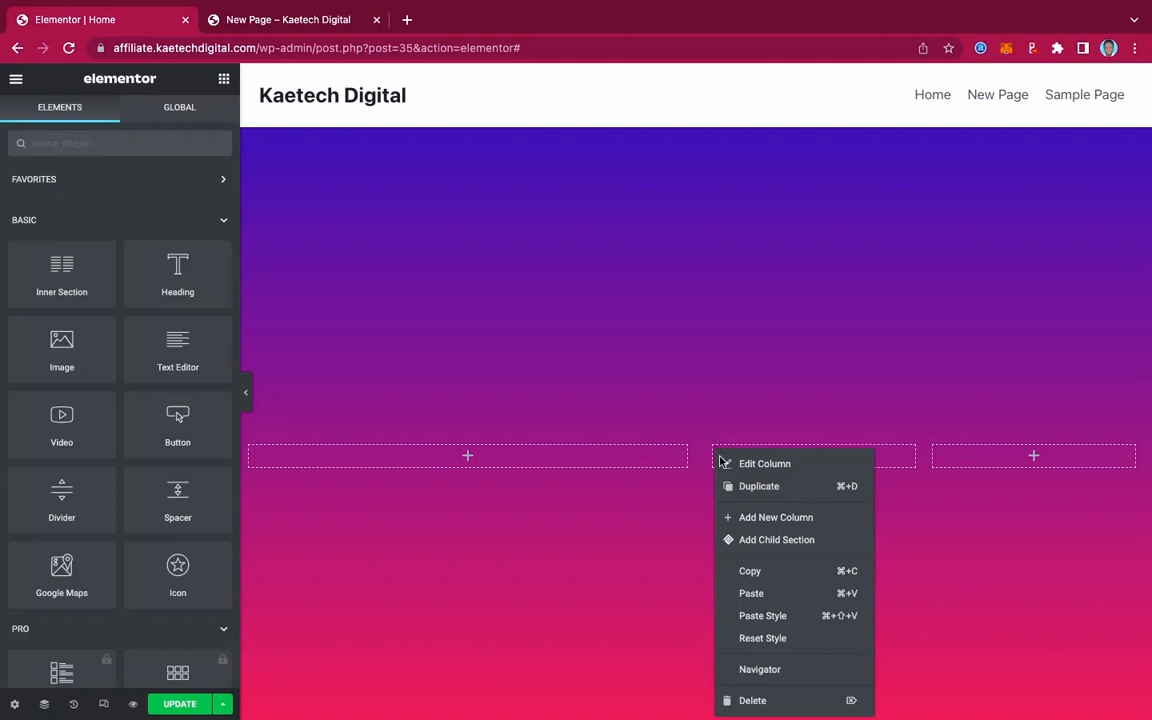 Elementor | Home
New Page – Kaetech Digital
affiliate.kaetechdigital.com/wp-admin/post.php?post=35&action=elementor#
elementor
ELEMENTS
GLOBAL
Search Widget...
FAVORITES
BASIC
Inner Section
Heading
Image
Text Editor
Video
Button
Divider
Spacer
Google Maps
Icon
PRO
UPDATE
Kaetech Digital
Home
New Page
Sample Page
Edit Column
Duplicate ⌘+D
Add New Column
Add Child Section
Copy ⌘+C
Paste ⌘+V
Paste Style ⌘+⇧+V
Reset Style
Navigator
Delete ⌦